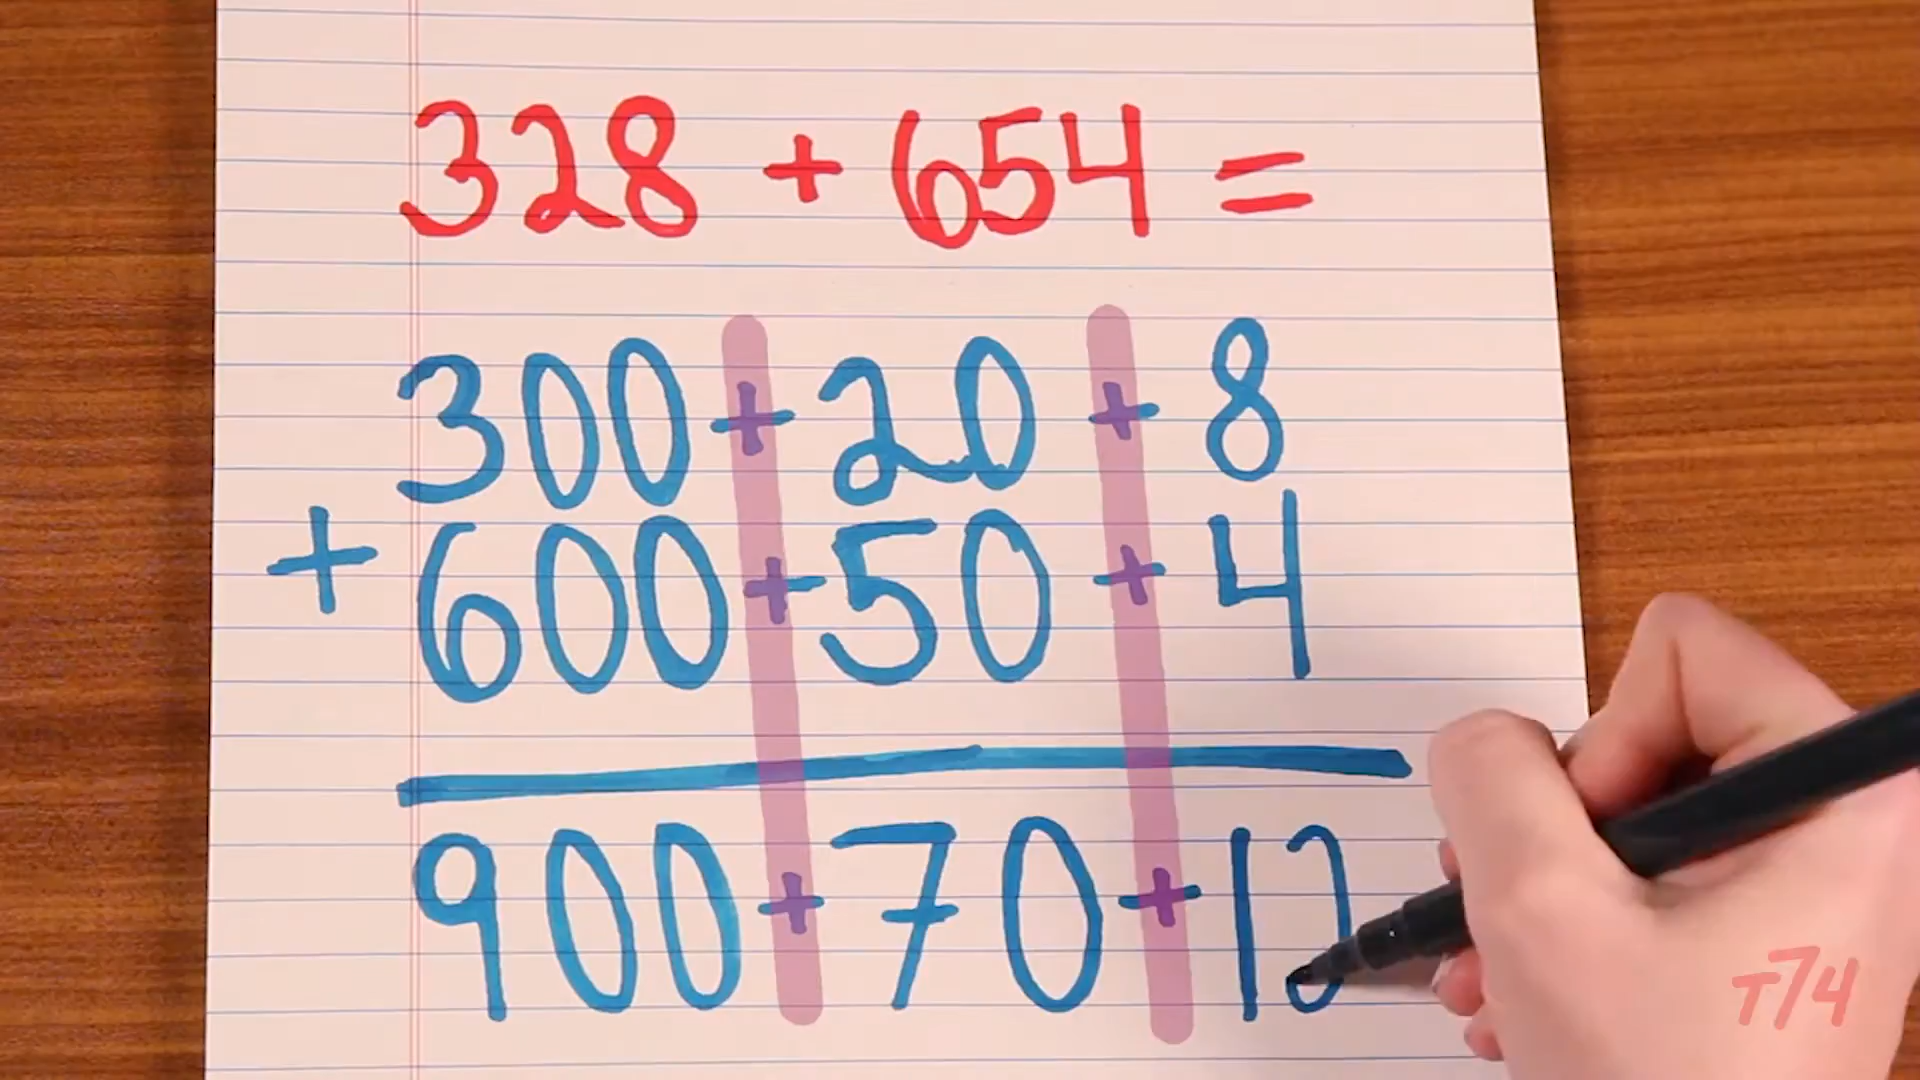 328 + 654 =
300 + 20 + 8
+ 600 + 50 + 4
900 + 70 + 12
T74